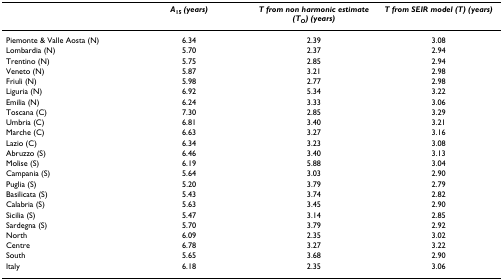 A15 (years) T from non harmonic estimate (TO) (years) T from SEIR model (T) (years)
Piemonte & Valle Aosta (N) 6.34 2.39 3.08
Lombardia (N) 5.70 2.37 2.94
Trentino (N) 5.75 2.85 2.94
Veneto (N) 5.87 3.21 2.98
Friuli (N) 5.98 2.77 2.98
Liguria (N) 6.92 5.34 3.22
Emilia (N) 6.24 3.33 3.06
Toscana (C) 7.30 2.85 3.29
Umbria (C) 6.81 3.40 3.21
Marche (C) 6.63 3.27 3.16
Lazio (C) 6.34 3.23 3.08
Abruzzo (S) 6.46 3.40 3.13
Molise (S) 6.19 5.88 3.04
Campania (S) 5.64 3.03 2.90
Puglia (S) 5.20 3.79 2.79
Basilicata (S) 5.43 3.74 2.82
Calabria (S) 5.63 3.45 2.90
Sicilia (S) 5.47 3.14 2.85
Sardegna (S) 5.70 3.79 2.92
North 6.09 2.35 3.02
Centre 6.78 3.27 3.22
South 5.65 3.68 2.90
Italy 6.18 2.35 3.06